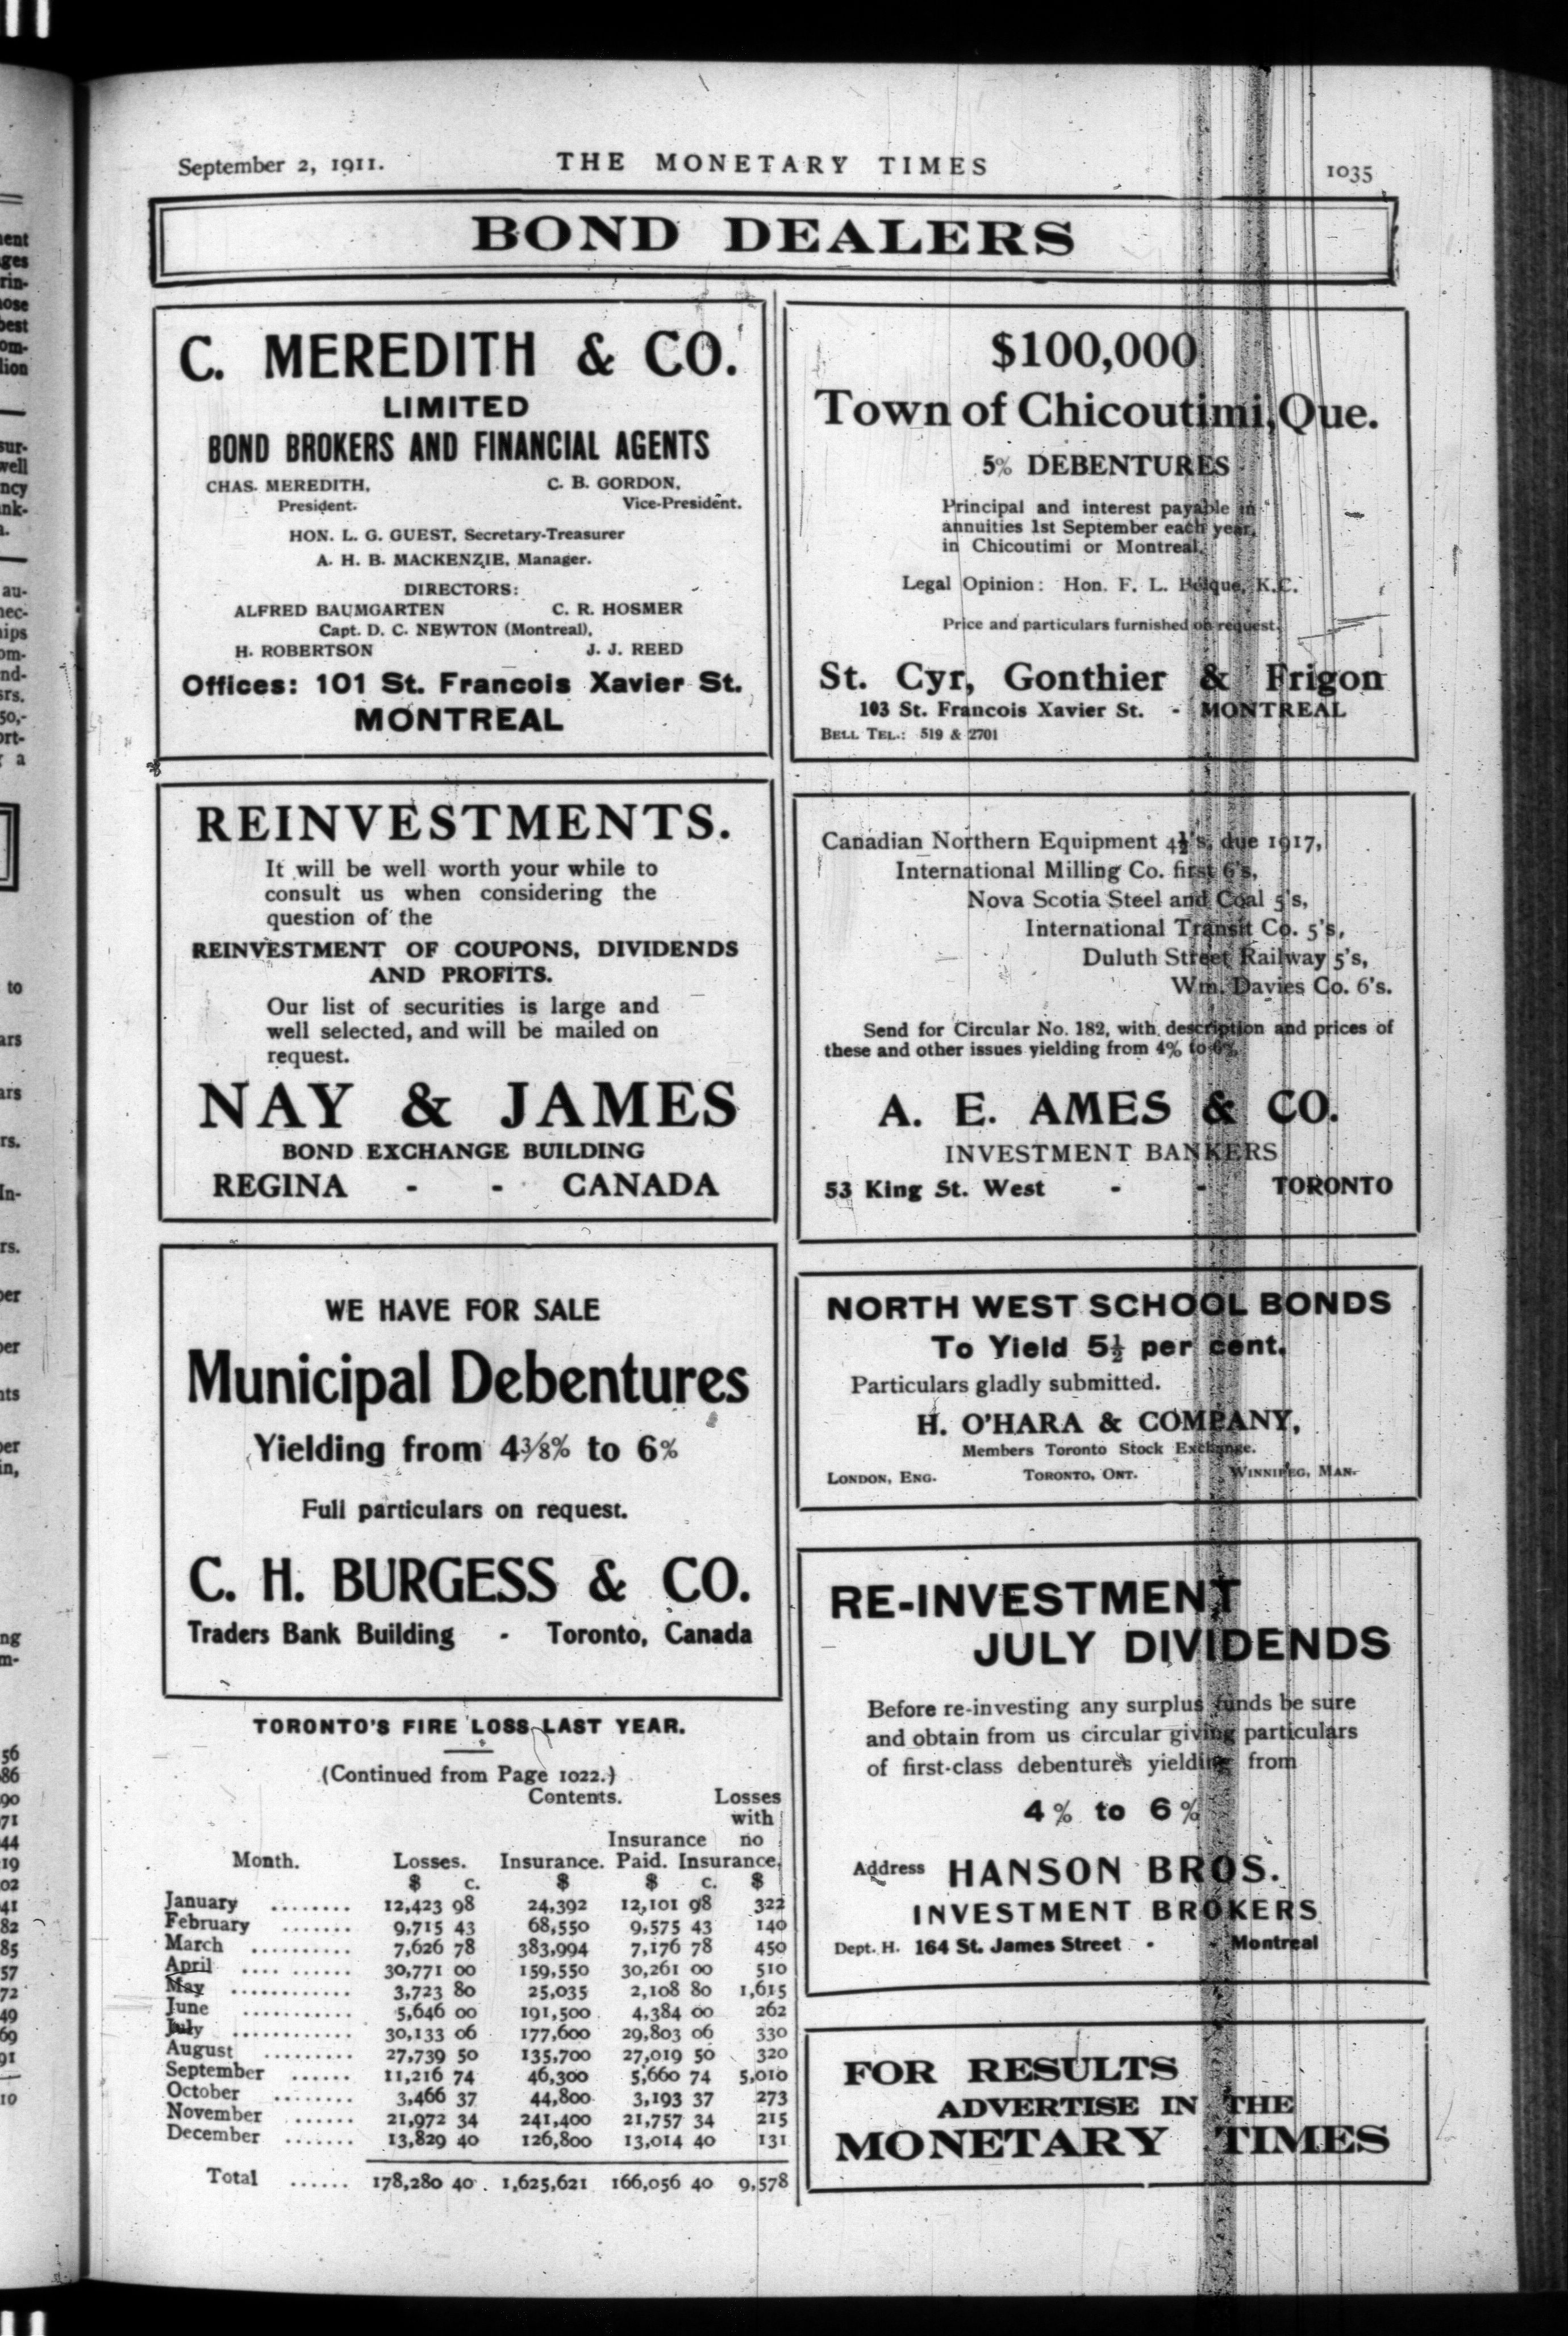 September 2, 1911.
THE MONETARY TIMES
1035
BOND DEALERS
C. MEREDITH & CO.
LIMITED
BOND BROKERS AND FINANCIAL AGENTS
CHAS. MEREDITH, C. B. GORDON,
President. Vice-President.
HON. L. G. GUEST, Secretary-Treasurer
A. H. B. MACKENZIE, Manager.
DIRECTORS:
ALFRED BAUMGARTEN C. R. HOSMER
Capt. D. C. NEWTON (Montreal),
H. ROBERTSON J. J. REED
Offices: 101 St. Francois Xavier St.
MONTREAL
REINVESTMENTS.
It will be well worth your while to
consult us when considering the
question of the
REINVESTMENT OF COUPONS, DIVIDENDS
AND PROFITS.
Our list of securities is large and
well selected, and will be mailed on
request.
NAY & JAMES
BOND EXCHANGE BUILDING
REGINA - - CANADA
WE HAVE FOR SALE
Municipal Debentures
Yielding from 4⅜% to 6%
Full particulars on request.
C. H. BURGESS & CO.
Traders Bank Building - Toronto, Canada
TORONTO'S FIRE LOSS LAST YEAR.
(Continued from Page 1022.)
Contents. Losses
with
Insurance no
Month. Losses. Insurance. Paid. Insurance.
$ c. $ $ c. $
January ........ 12,423 98 24,392 12,101 98 322
February ....... 9,715 43 68,550 9,575 43 140
March .......... 7,626 78 383,994 7,176 78 450
April .... ...... 30,771 00 159,550 30,261 00 510
May ............ 3,723 80 25,035 2,108 80 1,615
June ........... 5,646 00 191,500 4,384 00 262
July ............ 30,133 06 177,600 29,803 06 330
August ......... 27,739 50 135,700 27,019 50 320
September ...... 11,216 74 46,300 5,660 74 5,010
October ........ 3,466 37 44,800 3,193 37 273
November ...... 21,972 34 241,400 21,757 34 215
December ....... 13,829 40 126,800 13,014 40 131
Total ...... 178,280 40 1,625,621 166,056 40 9,578
$100,000
Town of Chicoutimi, Que.
5% DEBENTURES
Principal and interest payable in
annuities 1st September each year,
in Chicoutimi or Montreal.
Legal Opinion: Hon. F. L. Béique, K.C.
Price and particulars furnished on request.
St. Cyr, Gonthier & Frigon
103 St. Francois Xavier St. - MONTREAL
BELL TEL.: 519 & 2701
Canadian Northern Equipment 4½'s, due 1917,
International Milling Co. first 6's,
Nova Scotia Steel and Coal 5's,
International Transit Co. 5's,
Duluth Street Railway 5's,
Wm. Davies Co. 6's.
Send for Circular No. 182, with description and prices of
these and other issues yielding from 4% to 6%.
A. E. AMES & CO.
INVESTMENT BANKERS
53 King St. West - - TORONTO
NORTH WEST SCHOOL BONDS
To Yield 5½ per cent.
Particulars gladly submitted.
H. O'HARA & COMPANY,
Members Toronto Stock Exchange.
LONDON, ENG. TORONTO, ONT. WINNIPEG, MAN.
RE-INVESTMENT
JULY DIVIDENDS
Before re-investing any surplus funds be sure
and obtain from us circular giving particulars
of first-class debentures yielding from
4% to 6%
Address HANSON BROS.
INVESTMENT BROKERS
Dept. H. 164 St. James Street - - Montreal
FOR RESULTS
ADVERTISE IN THE
MONETARY TIMES